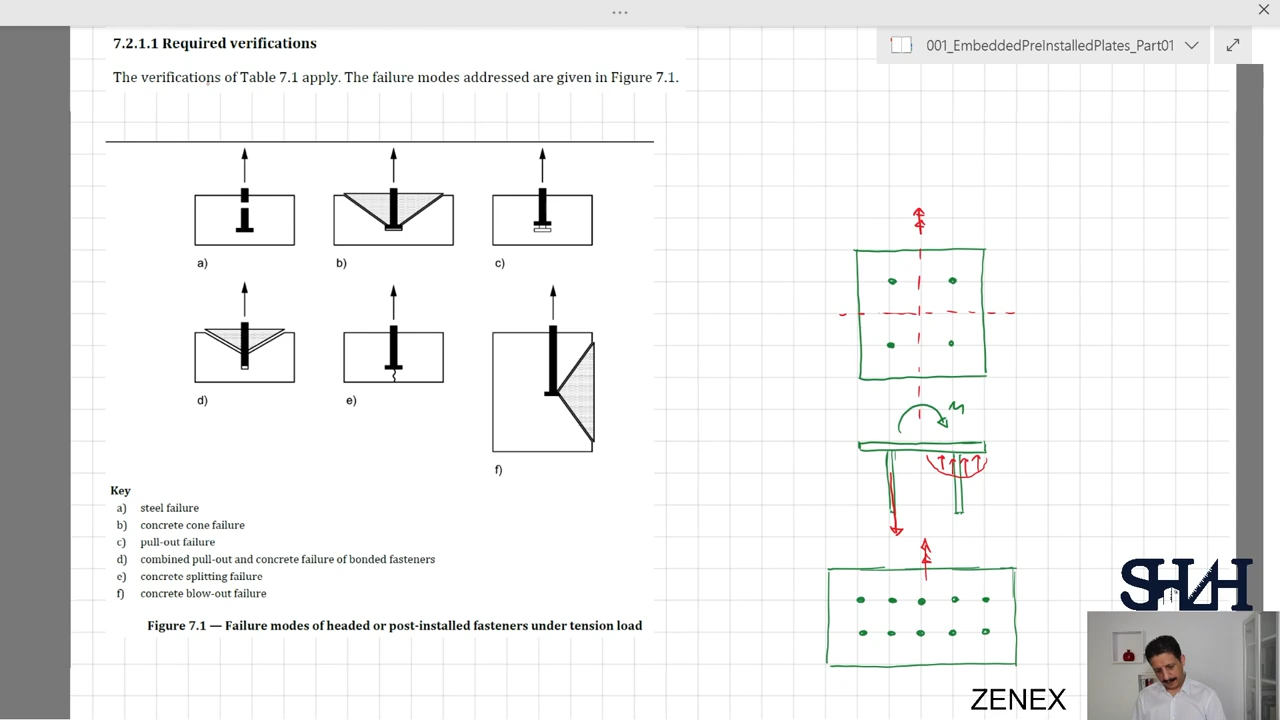 001_EmbeddedPreInstalledPlates_Part01
7.2.1.1 Required verifications
The verifications of Table 7.1 apply. The failure modes addressed are given in Figure 7.1.
a)
b)
c)
d)
e)
f)
M
Key
a) steel failure
b) concrete cone failure
c) pull-out failure
d) combined pull-out and concrete failure of bonded fasteners
e) concrete splitting failure
f) concrete blow-out failure
Figure 7.1 — Failure modes of headed or post-installed fasteners under tension load
ZENEX